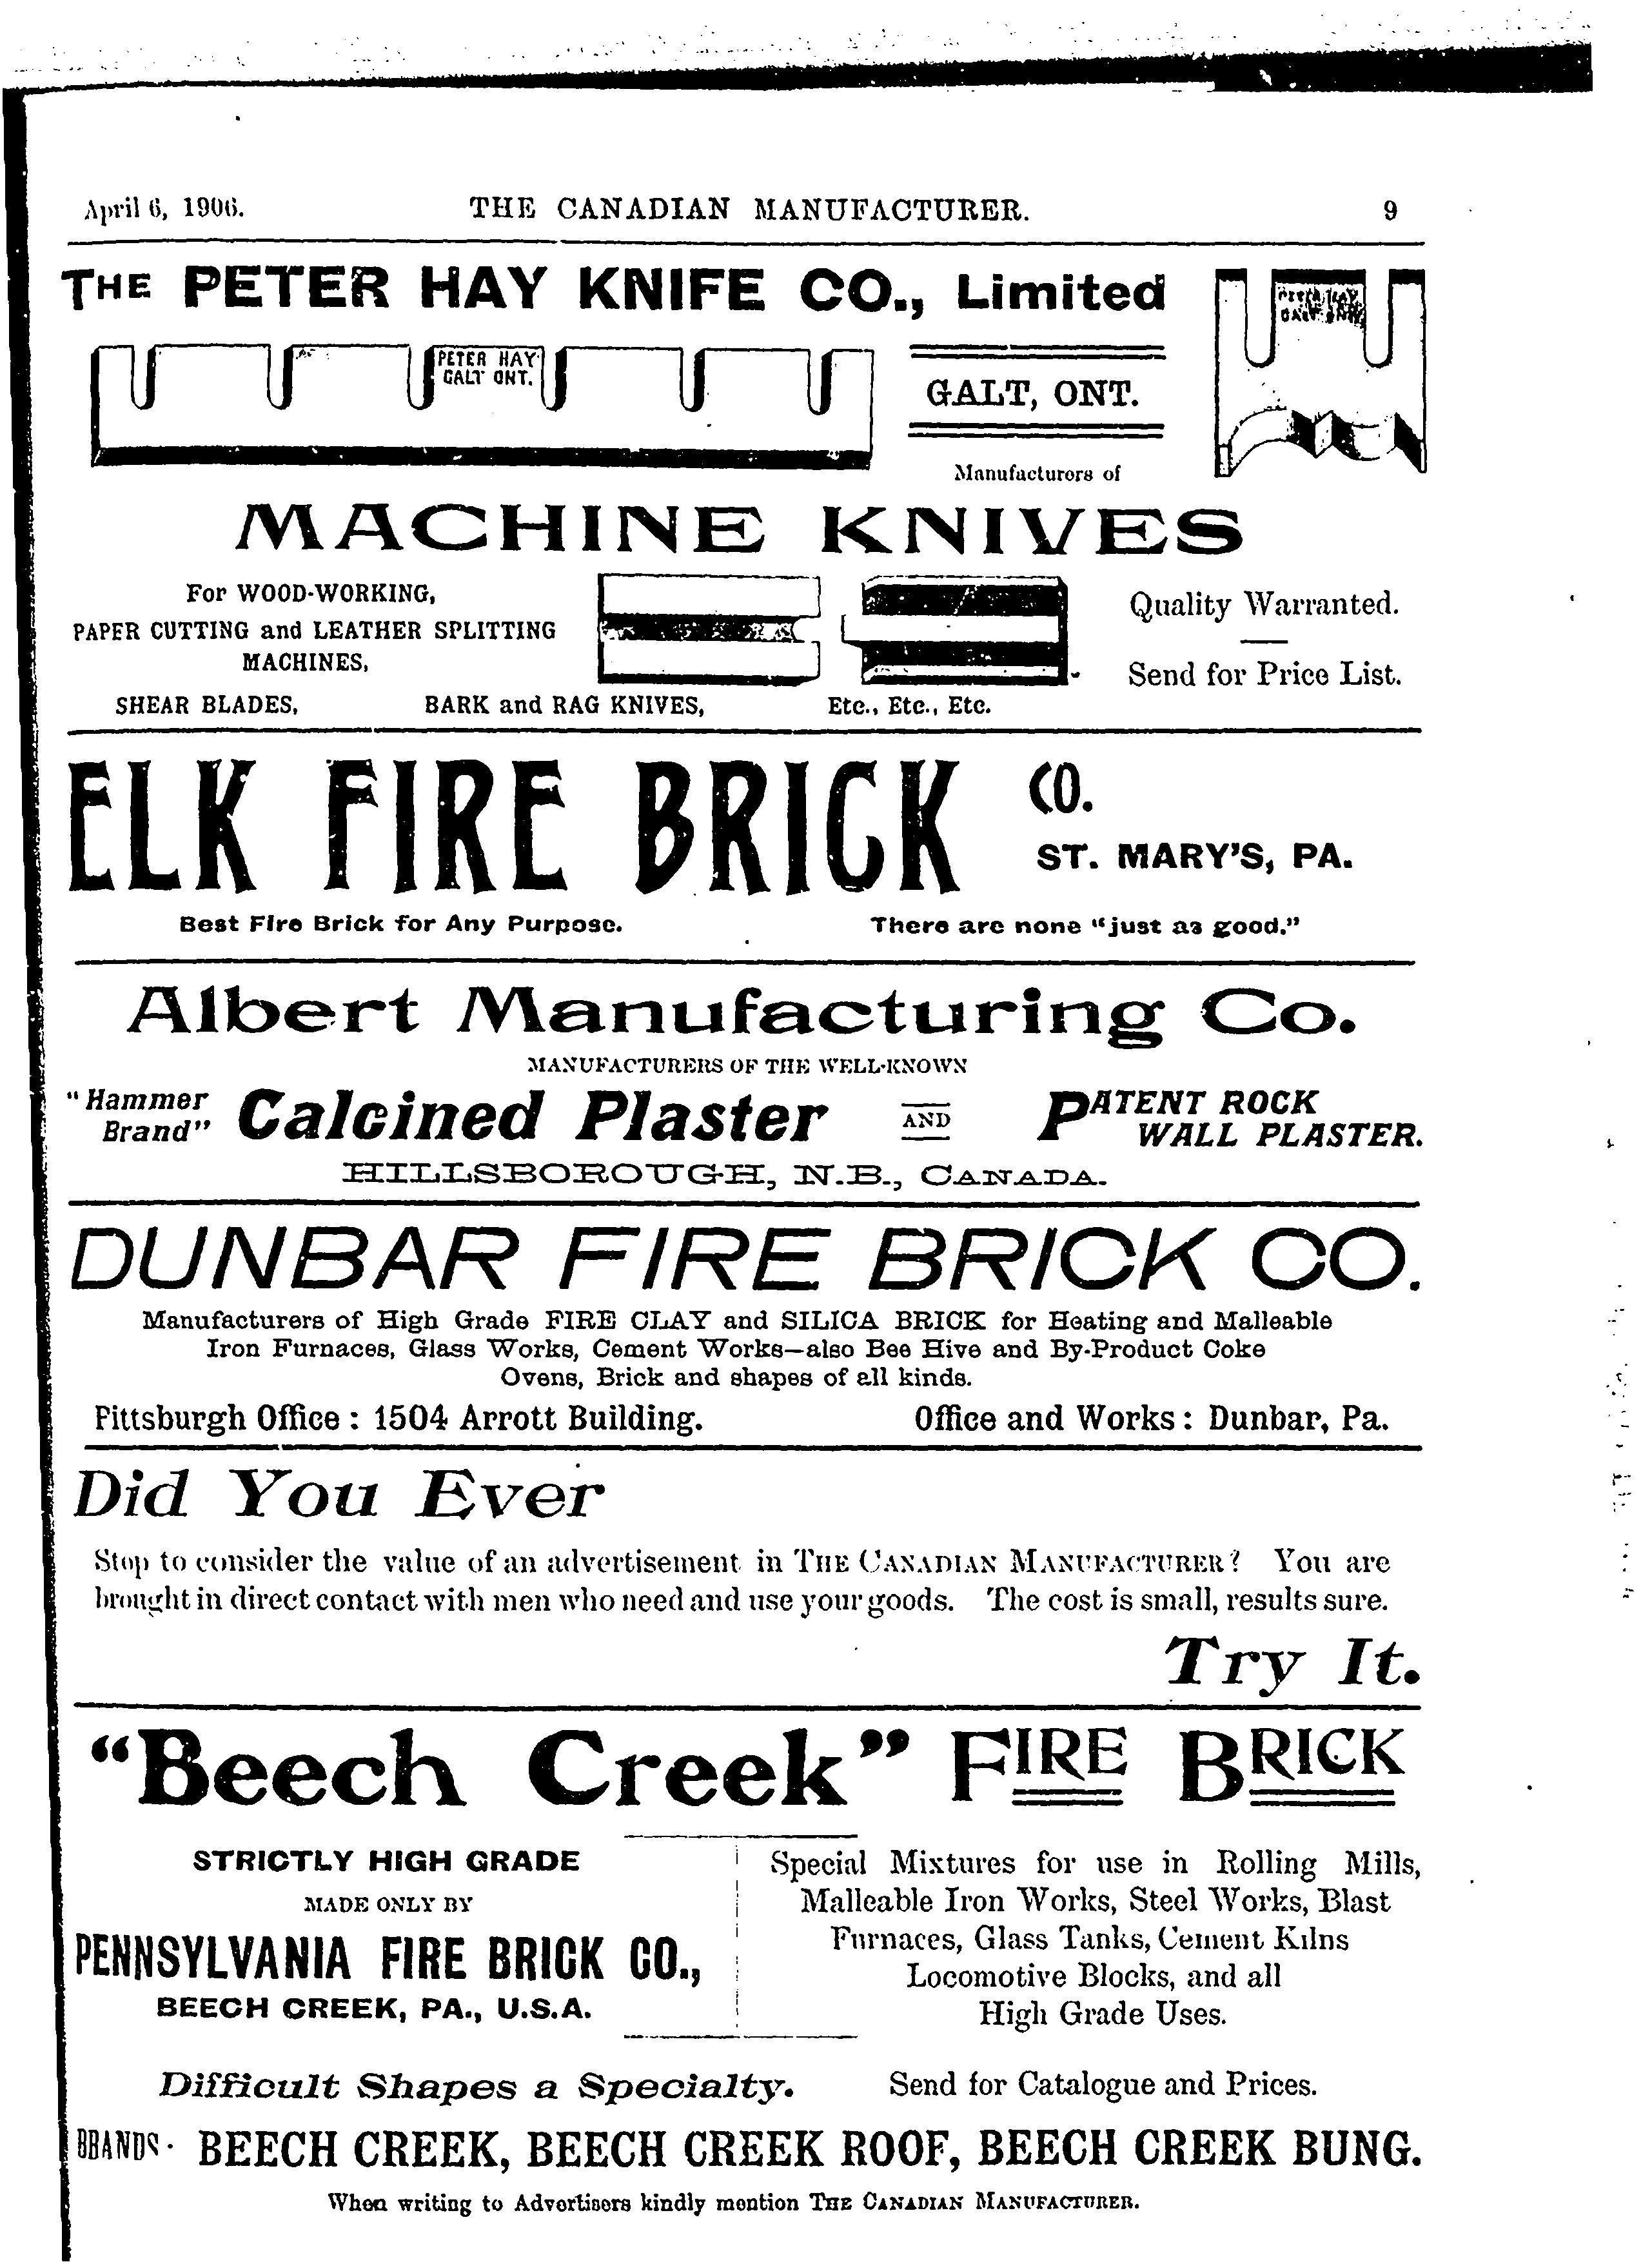 April 6, 1906. THE CANADIAN MANUFACTURER. 9
THE PETER HAY KNIFE CO., Limited
PETER HAY
GALT ONT.
PETER HAY
GALT ONT.
GALT, ONT.
Manufacturers of
MACHINE KNIVES
For WOOD-WORKING,
PAPER CUTTING and LEATHER SPLITTING
MACHINES,
SHEAR BLADES, BARK and RAG KNIVES, Etc., Etc., Etc.
Quality Warranted.
Send for Price List.
ELK FIRE BRICK CO.
ST. MARY'S, PA.
Best Fire Brick for Any Purpose. There are none "just as good."
Albert Manufacturing Co.
MANUFACTURERS OF THE WELL-KNOWN
"Hammer Brand" Calcined Plaster AND PATENT ROCK WALL PLASTER.
HILLSBOROUGH, N.B., CANADA.
DUNBAR FIRE BRICK CO.
Manufacturers of High Grade FIRE CLAY and SILICA BRICK for Heating and Malleable
Iron Furnaces, Glass Works, Cement Works—also Bee Hive and By-Product Coke
Ovens, Brick and shapes of all kinds.
Pittsburgh Office: 1504 Arrott Building. Office and Works: Dunbar, Pa.
Did You Ever
Stop to consider the value of an advertisement in THE CANADIAN MANUFACTURER? You are
brought in direct contact with men who need and use your goods. The cost is small, results sure.
Try It.
"Beech Creek" FIRE BRICK
STRICTLY HIGH GRADE
MADE ONLY BY
PENNSYLVANIA FIRE BRICK CO.,
BEECH CREEK, PA., U.S.A.
Special Mixtures for use in Rolling Mills,
Malleable Iron Works, Steel Works, Blast
Furnaces, Glass Tanks, Cement Kilns
Locomotive Blocks, and all
High Grade Uses.
Difficult Shapes a Specialty. Send for Catalogue and Prices.
BRANDS· BEECH CREEK, BEECH CREEK ROOF, BEECH CREEK BUNG.
When writing to Advertisers kindly mention THE CANADIAN MANUFACTURER.